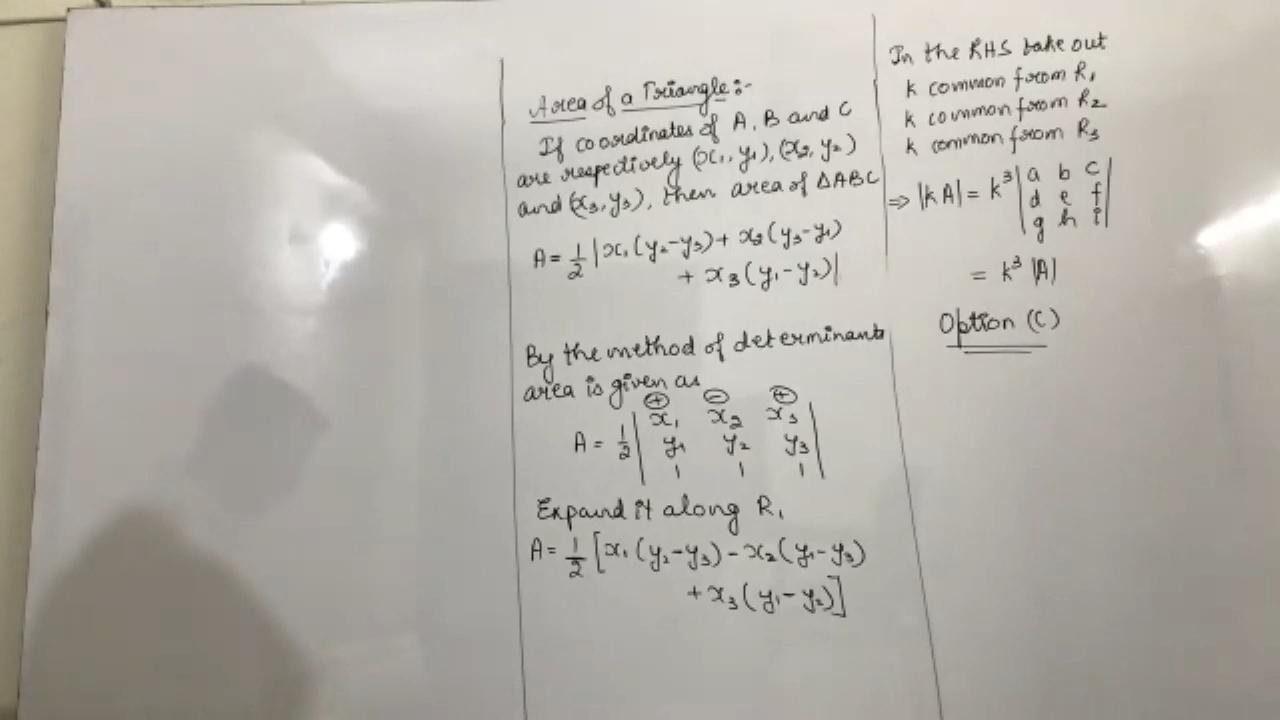 Area of a Triangle :-
If coordinates of A, B and C
are respectively (x₁, y₁), (x₂, y₂)
and (x₃, y₃), then area of ΔABC
A = 1/2 |x₁(y₂-y₃) + x₂(y₃-y₁)
+ x₃(y₁-y₂)|
By the method of determinants
area is given as
⊕ ⊖ ⊕
A = 1/2 | x₁ x₂ x₃ |
| y₁ y₂ y₃ |
| 1 1 1 |
Expand it along R₁
A = 1/2 [x₁(y₂-y₃) - x₂(y₁-y₃)
+ x₃(y₁-y₂)]
In the RHS take out
k common from R₁
k common from R₂
k common from R₃
⇒ |kA| = k³ | a b c |
| d e f |
| g h i |
= k³ |A|
Option (C)